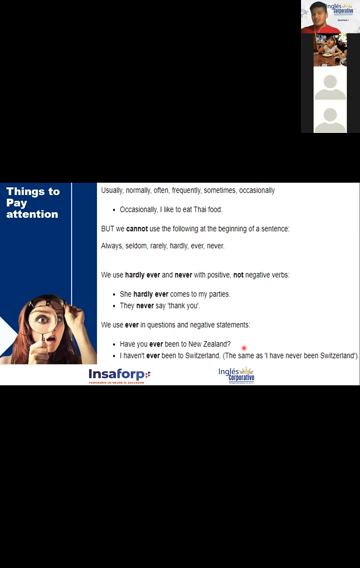 Inglés
Corporativo
Things to
Pay
attention
Usually, normally, often, frequently, sometimes, occasionally
• Occasionally, I like to eat Thai food.
BUT we cannot use the following at the beginning of a sentence:
Always, seldom, rarely, hardly, ever, never.
We use hardly ever and never with positive, not negative verbs:
• She hardly ever comes to my parties.
• They never say 'thank you'.
We use ever in questions and negative statements:
• Have you ever been to New Zealand?
• I haven't ever been to Switzerland. (The same as 'I have never been Switzerland').
Insaforp
Inglés
Corporativo